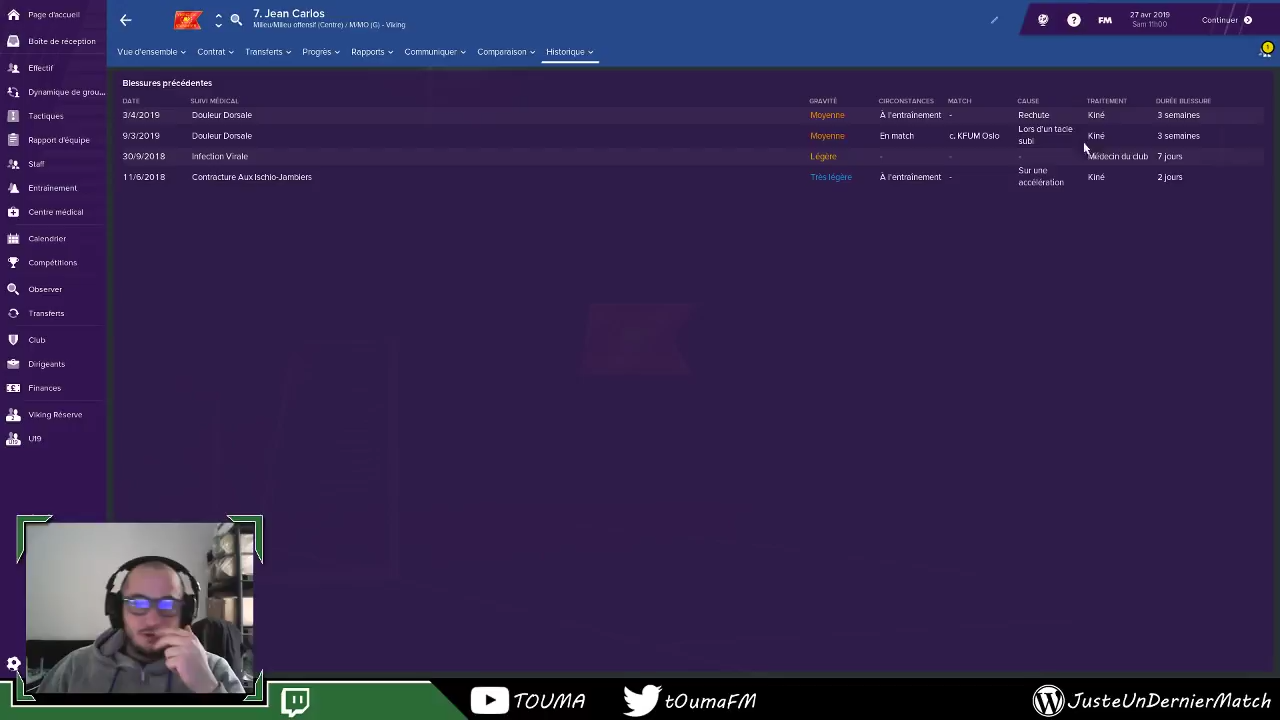 7. Jean Carlos
Milieu/Milieu offensif (Centre) / M/MO (G) - Viking
FM
27 avr 2019
Sam 11h00
Continuer
Page d'accueil
Boîte de réception
Effectif
Dynamique de grou...
Tactiques
Rapport d'équipe
Staff
Entraînement
Centre médical
Calendrier
Compétitions
Observer
Transferts
Club
Dirigeants
Finances
Viking Réserve
U19
Vue d'ensemble Contrat Transferts Progrès Rapports Communiquer Comparaison Historique
1
Blessures précédentes
DATE SUIVI MÉDICAL GRAVITÉ CIRCONSTANCES MATCH CAUSE TRAITEMENT DURÉE BLESSURE
3/4/2019 Douleur Dorsale Moyenne À l'entraînement - Rechute Kiné 3 semaines
9/3/2019 Douleur Dorsale Moyenne En match c. KFUM Oslo Lors d'un tacle subi Kiné 3 semaines
30/9/2018 Infection Virale Légère - - - Médecin du club 7 jours
11/6/2018 Contracture Aux Ischio-Jambiers Très légère À l'entraînement - Sur une accélération Kiné 2 jours
TOUMA
tOumaFM
JusteUnDernierMatch